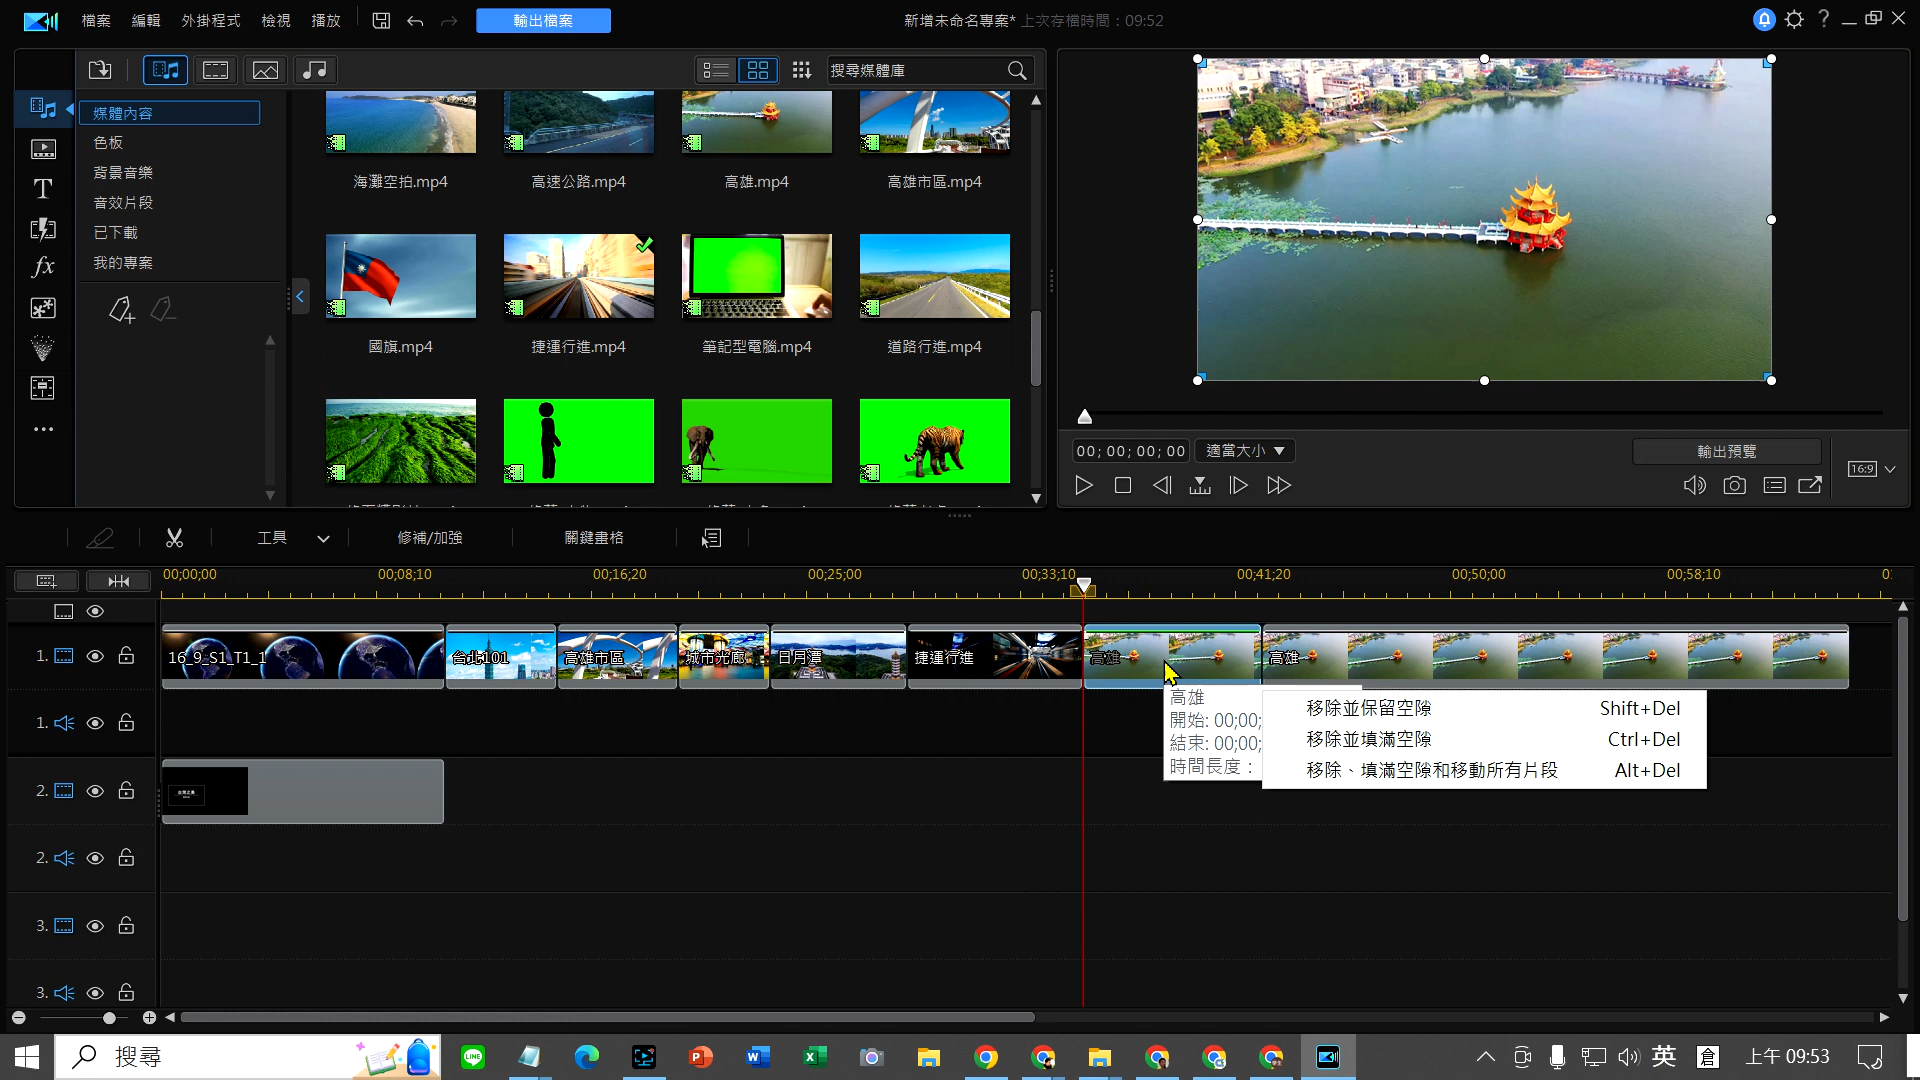 檔案 編輯 外掛程式 檢視 播放 輸出檔案 新增未命名專案* 上次存檔時間：09:52
搜尋媒體庫
媒體內容
色板
背景音樂
音效片段
已下載
我的專案
海灘空拍.mp4 高速公路.mp4 高雄.mp4 高雄市區.mp4
國旗.mp4 捷運行進.mp4 筆記型電腦.mp4 道路行進.mp4
00;00;00;00 適當大小 輸出預覽 16:9
工具 修補/加強 關鍵畫格
00;00;00 00;08;10 00;16;20 00;25;00 00;33;10 00;41;20 00;50;00 00;58;10
1. 16_9_S1_T1_1 台北101 高雄市區 城市光廊 日月潭 捷運行進 高雄 高雄
高雄
開始: 00;00;
結束: 00;00;
時間長度：
移除並保留空隙 Shift+Del
移除並填滿空隙 Ctrl+Del
移除、填滿空隙和移動所有片段 Alt+Del
1.
2.
2.
3.
3.
搜尋 英 倉 上午 09:53